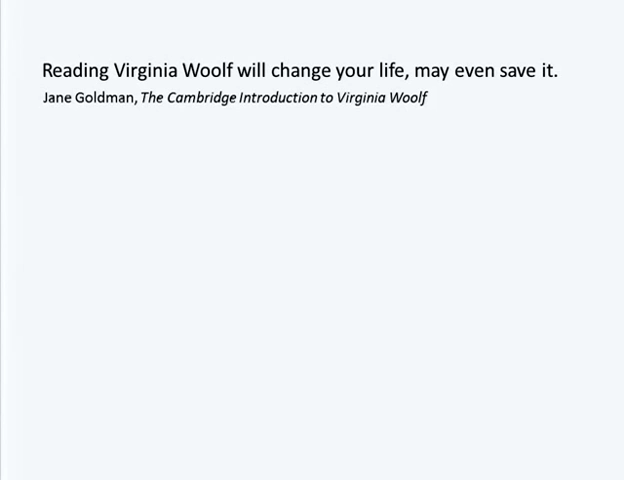 Reading Virginia Woolf will change your life, may even save it.
Jane Goldman, The Cambridge Introduction to Virginia Woolf